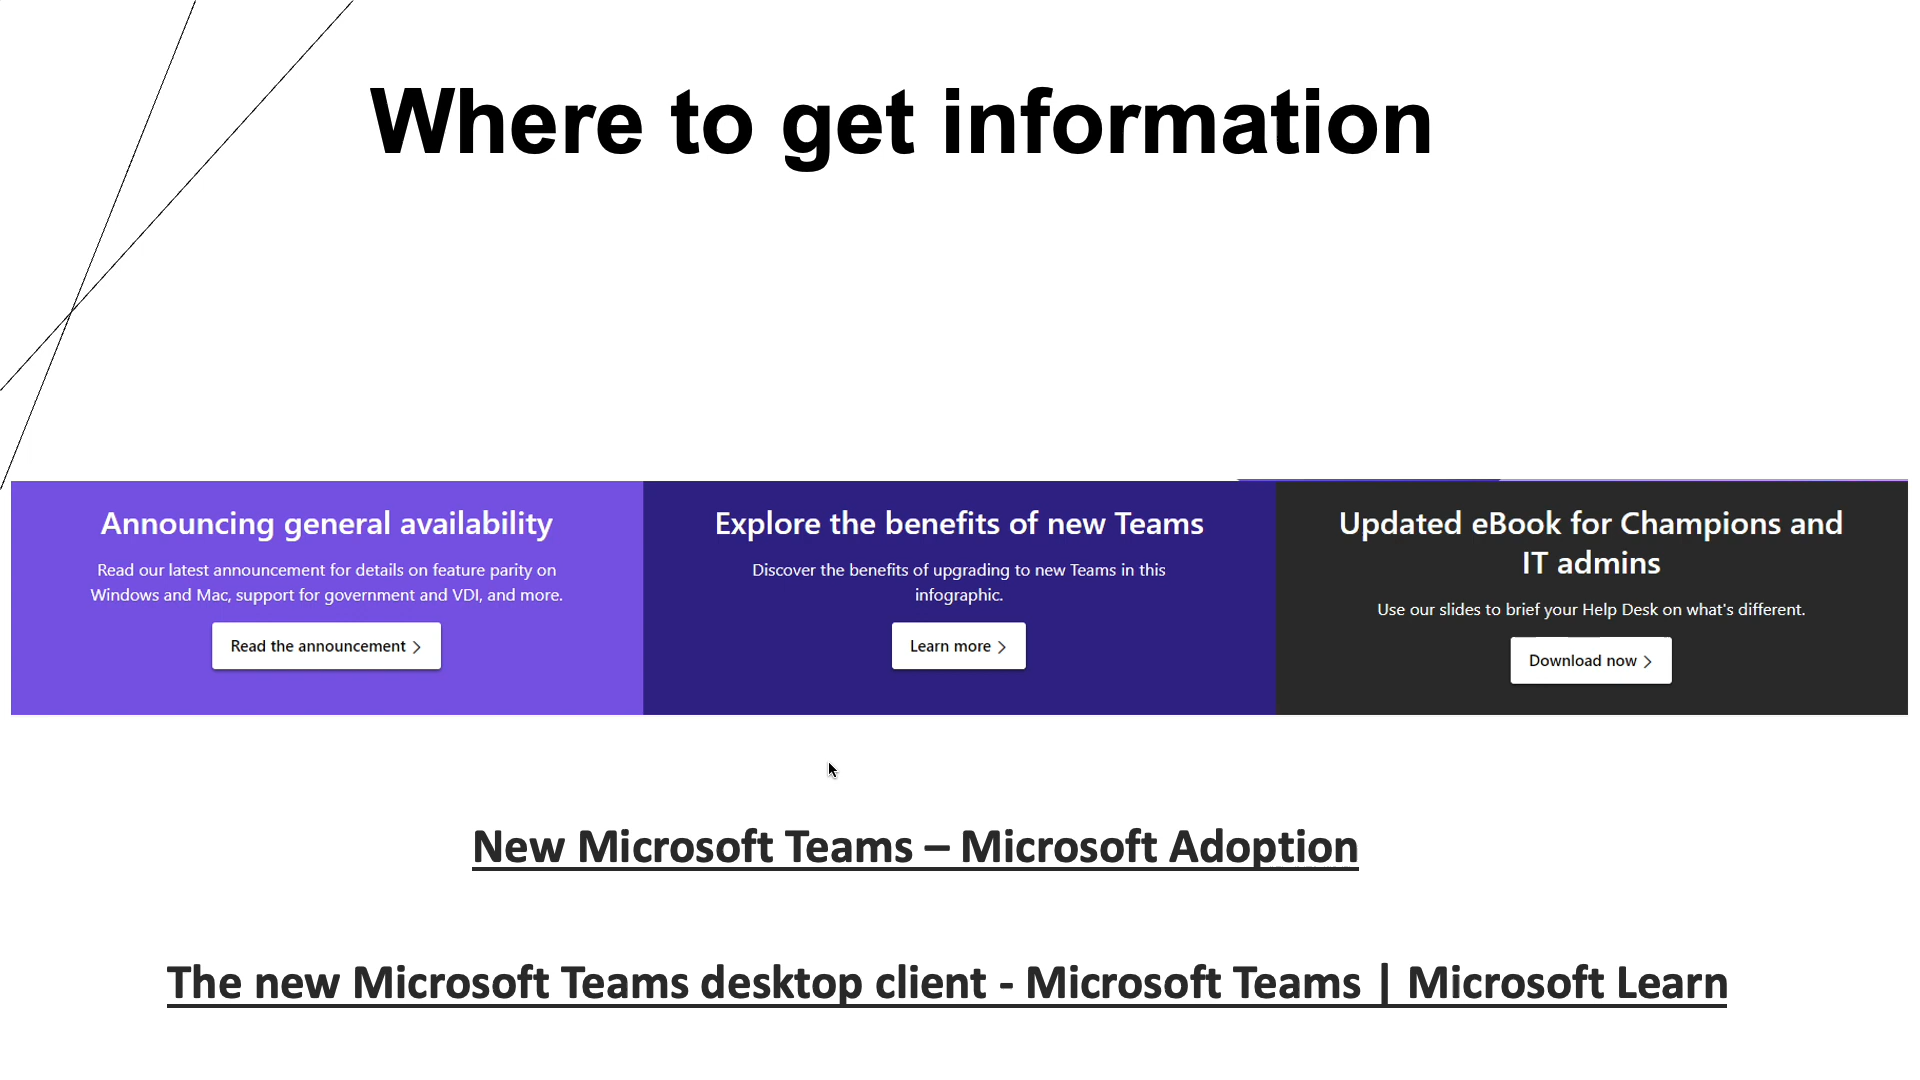 Where to get information
Announcing general availability
Read our latest announcement for details on feature parity on
Windows and Mac, support for government and VDI, and more.
Read the announcement
Explore the benefits of new Teams
Discover the benefits of upgrading to new Teams in this
infographic.
Learn more
Updated eBook for Champions and
IT admins
Use our slides to brief your Help Desk on what's different.
Download now
New Microsoft Teams – Microsoft Adoption
The new Microsoft Teams desktop client - Microsoft Teams | Microsoft Learn